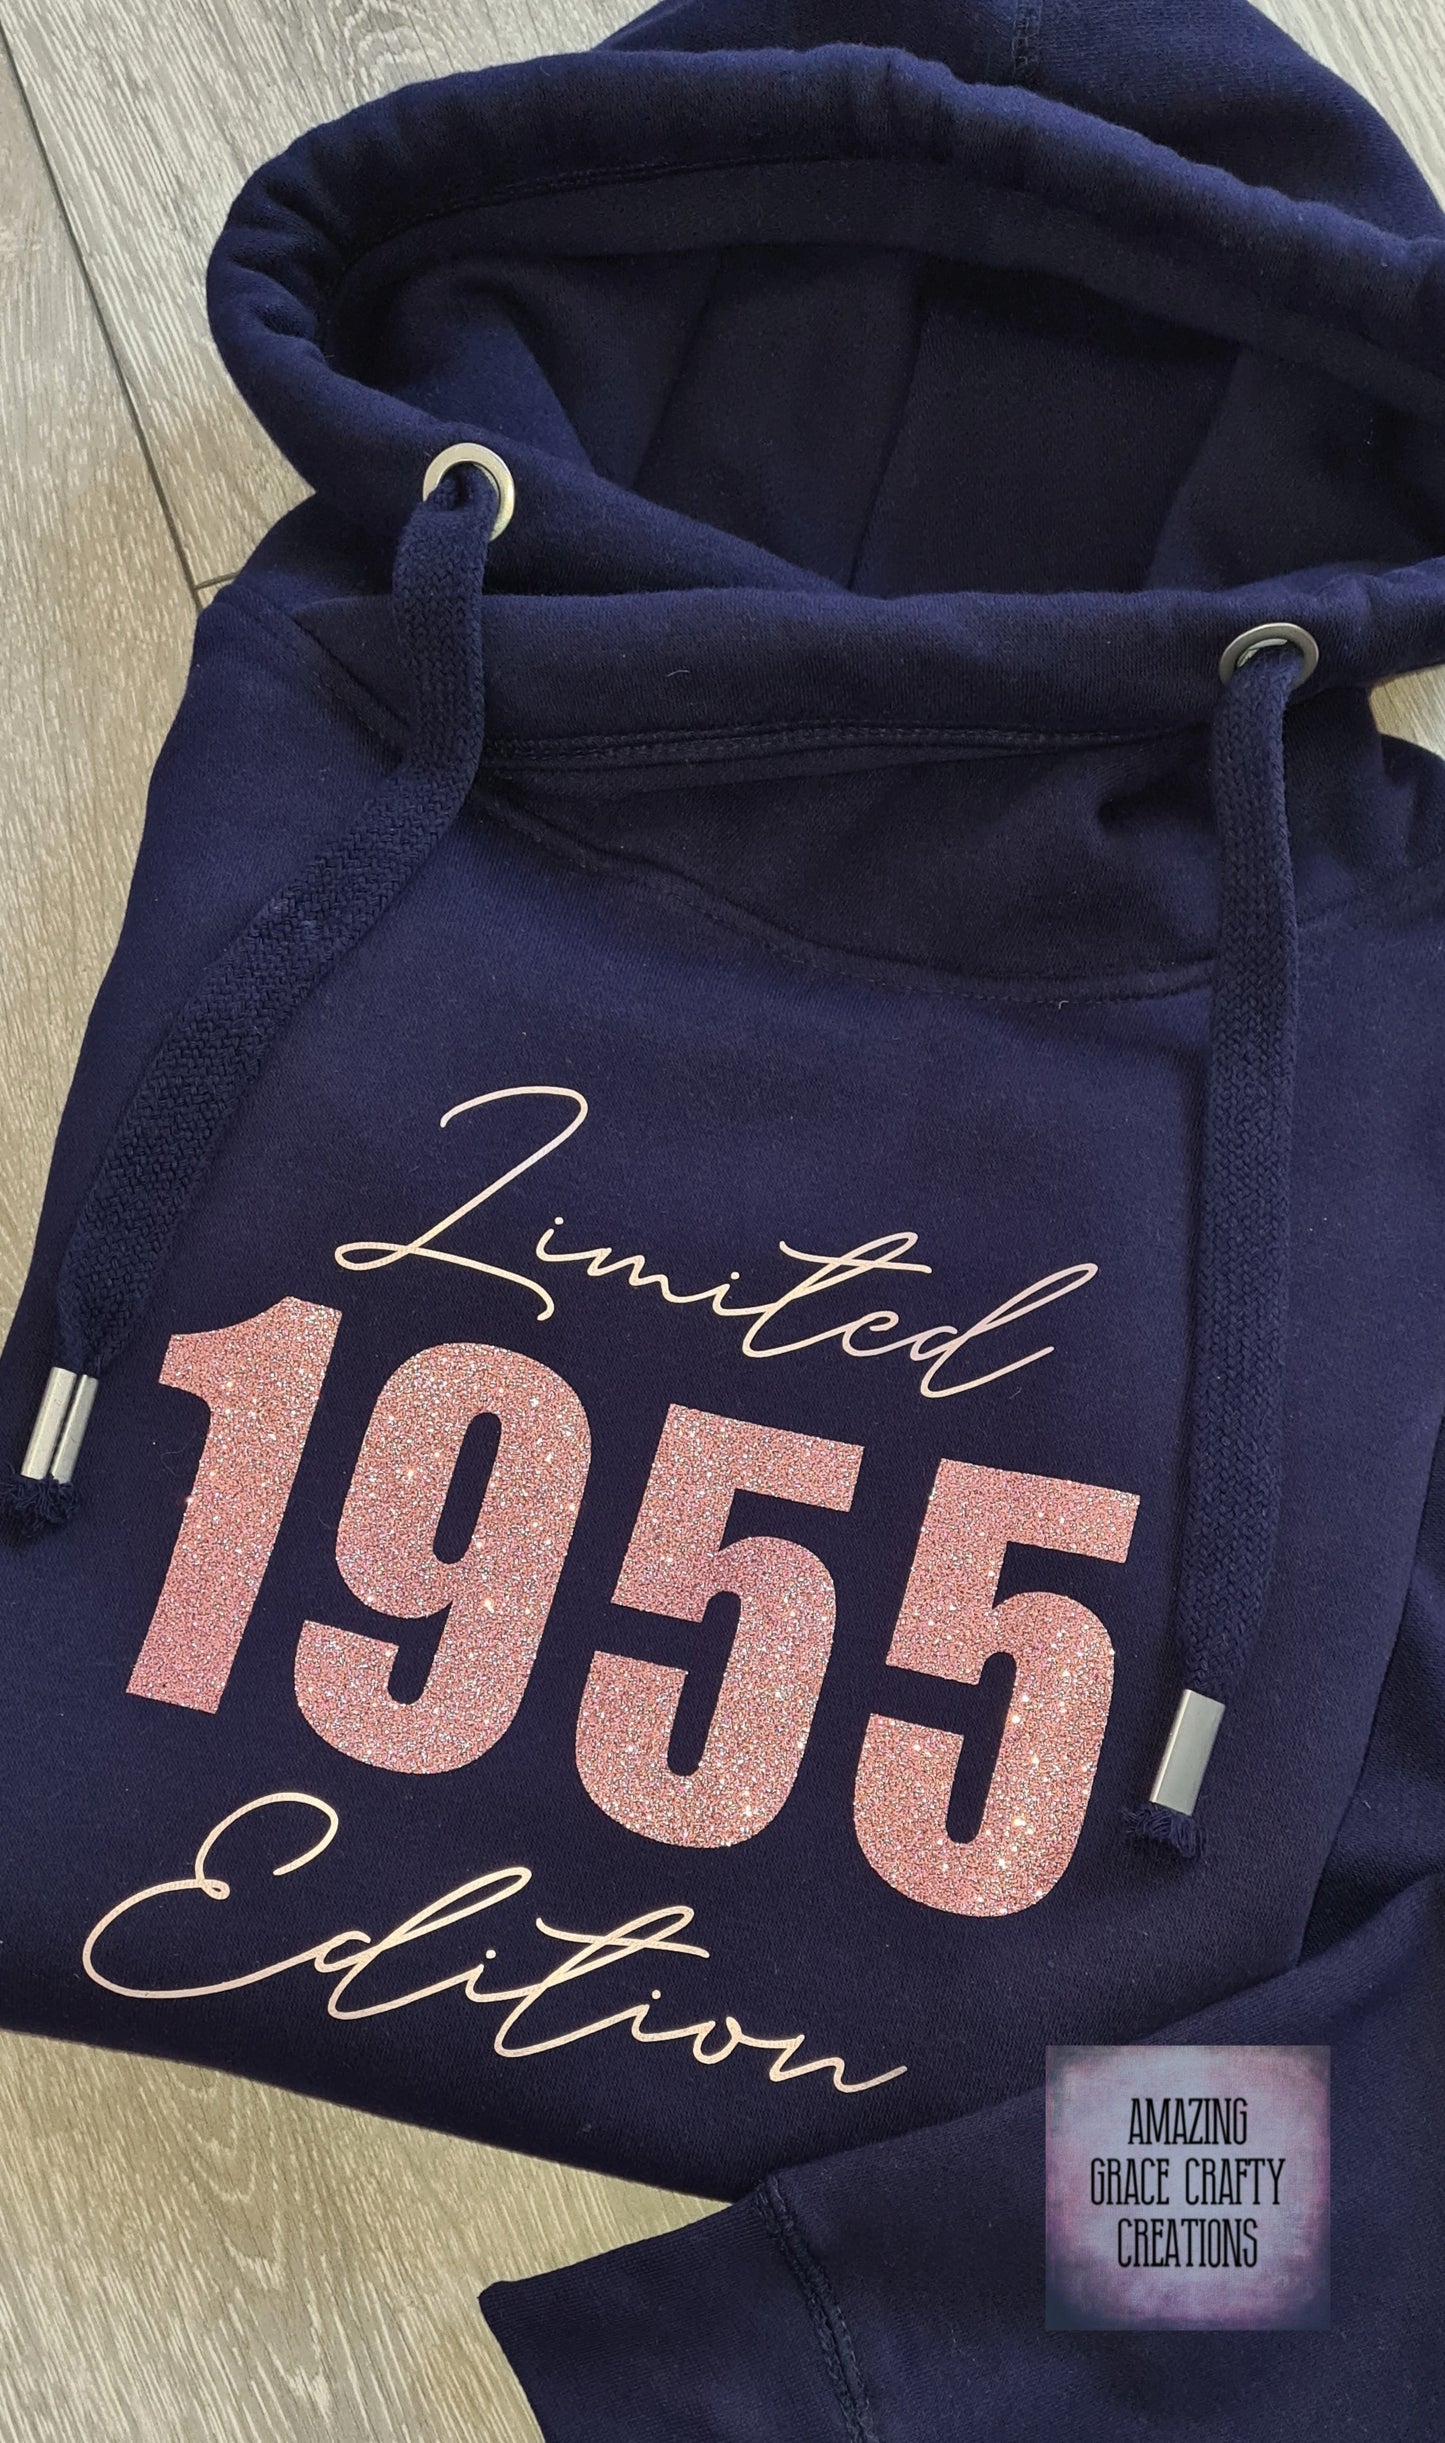 Limited
1955
Edition
AMAZING
GRACE CRAFTY
CREATIONS